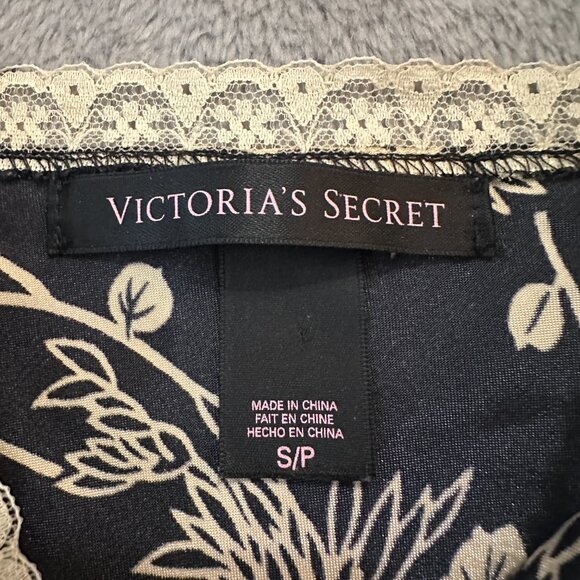 VICTORIA'S SECRET
MADE IN CHINA
FAIT EN CHINE
HECHO EN CHINA
S/P